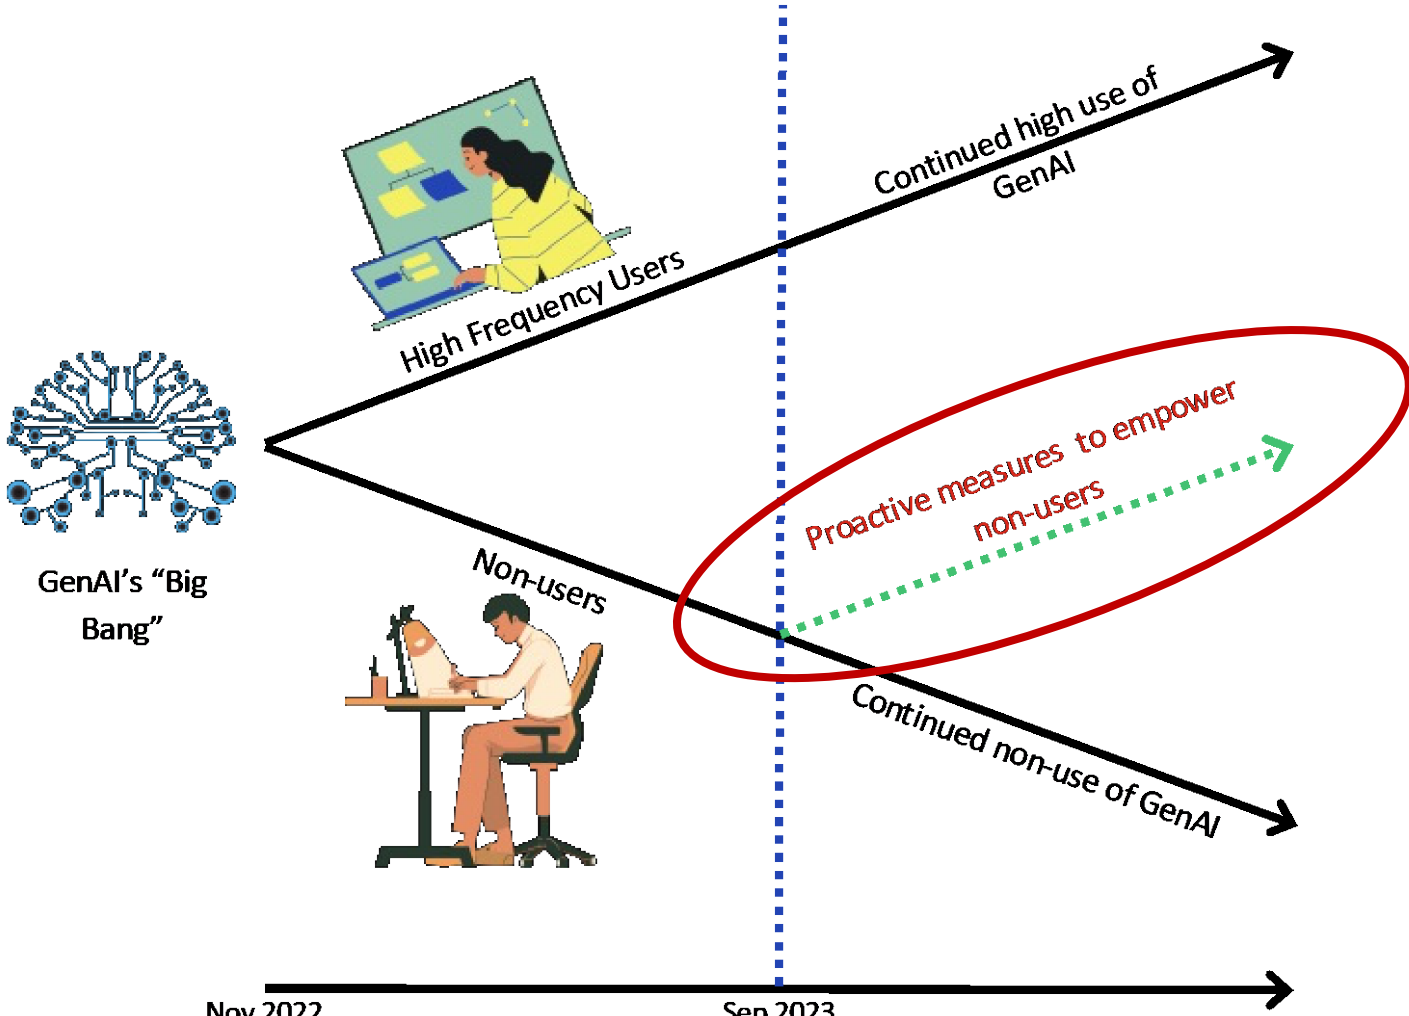 Continued high use of
GenAI
High Frequency Users
Proactive measures to empower
non-users
GenAI’s “Big
Bang”
Non-users
Continued non-use of GenAI
Nov 2022
Sep 2023